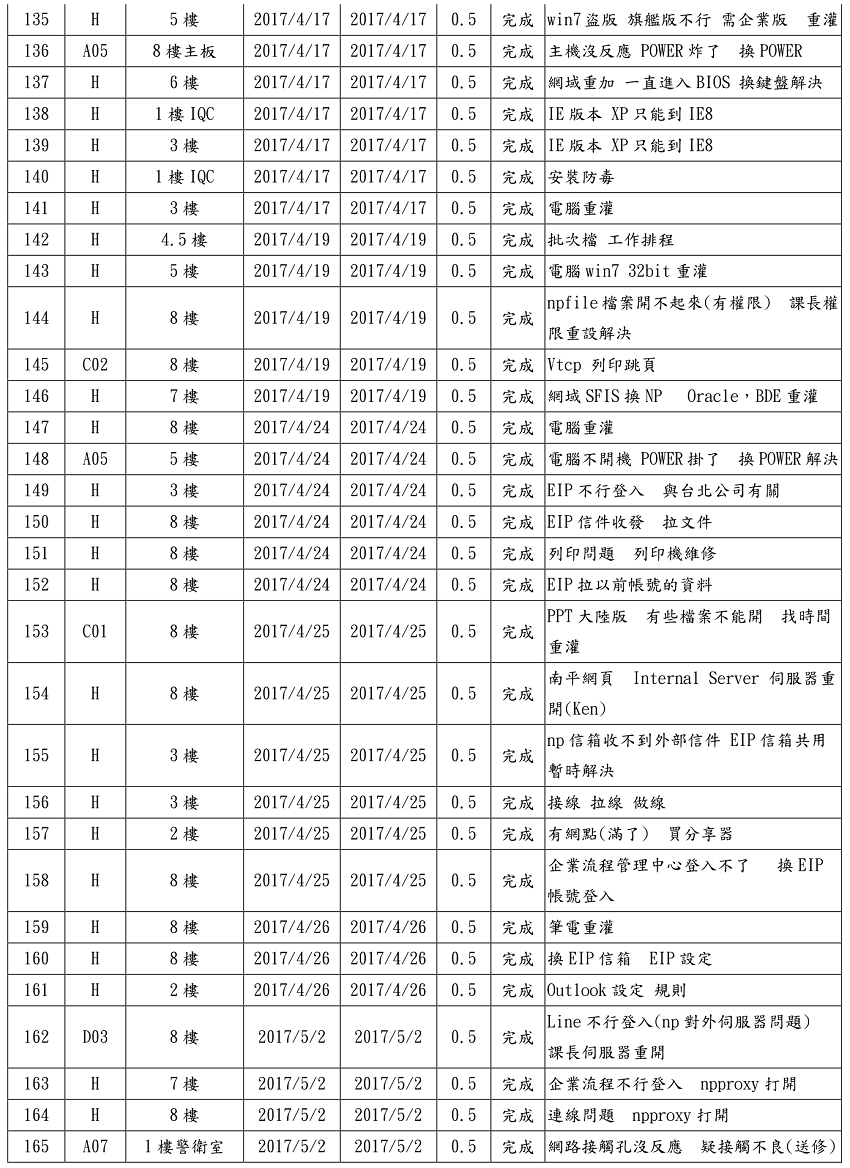 135 H 5 樓 2017/4/17 2017/4/17 0.5 完成 win7 盜版 旗艦版不行 需企業版 重灌
136 A05 8 樓主板 2017/4/17 2017/4/17 0.5 完成 主機沒反應 POWER 炸了 換 POWER
137 H 6 樓 2017/4/17 2017/4/17 0.5 完成 網域重加 一直進入 BIOS 換鍵盤解決
138 H 1 樓 IQC 2017/4/17 2017/4/17 0.5 完成 IE 版本 XP 只能到 IE8
139 H 3 樓 2017/4/17 2017/4/17 0.5 完成 IE 版本 XP 只能到 IE8
140 H 1 樓 IQC 2017/4/17 2017/4/17 0.5 完成 安裝防毒
141 H 3 樓 2017/4/17 2017/4/17 0.5 完成 電腦重灌
142 H 4.5 樓 2017/4/19 2017/4/19 0.5 完成 批次檔 工作排程
143 H 5 樓 2017/4/19 2017/4/19 0.5 完成 電腦 win7 32bit 重灌
144 H 8 樓 2017/4/19 2017/4/19 0.5 完成 npfile 檔案開不起來(有權限) 課長權
限重設解決
145 C02 8 樓 2017/4/19 2017/4/19 0.5 完成 Vtcp 列印跳頁
146 H 7 樓 2017/4/19 2017/4/19 0.5 完成 網域 SFIS 換 NP Oracle，BDE 重灌
147 H 8 樓 2017/4/24 2017/4/24 0.5 完成 電腦重灌
148 A05 5 樓 2017/4/24 2017/4/24 0.5 完成 電腦不開機 POWER 掛了 換 POWER 解決
149 H 3 樓 2017/4/24 2017/4/24 0.5 完成 EIP 不行登入 與台北公司有關
150 H 8 樓 2017/4/24 2017/4/24 0.5 完成 EIP 信件收發 拉文件
151 H 8 樓 2017/4/24 2017/4/24 0.5 完成 列印問題 列印機維修
152 H 8 樓 2017/4/24 2017/4/24 0.5 完成 EIP 拉以前帳號的資料
153 C01 8 樓 2017/4/25 2017/4/25 0.5 完成 PPT 大陸版 有些檔案不能開 找時間
重灌
154 H 8 樓 2017/4/25 2017/4/25 0.5 完成 南平網頁 Internal Server 伺服器重
開(Ken)
155 H 3 樓 2017/4/25 2017/4/25 0.5 完成 np 信箱收不到外部信件 EIP 信箱共用
暫時解決
156 H 3 樓 2017/4/25 2017/4/25 0.5 完成 接線 拉線 做線
157 H 2 樓 2017/4/25 2017/4/25 0.5 完成 有網點(滿了) 買分享器
158 H 8 樓 2017/4/25 2017/4/25 0.5 完成 企業流程管理中心登入不了 換 EIP
帳號登入
159 H 8 樓 2017/4/26 2017/4/26 0.5 完成 筆電重灌
160 H 8 樓 2017/4/26 2017/4/26 0.5 完成 換 EIP 信箱 EIP 設定
161 H 2 樓 2017/4/26 2017/4/26 0.5 完成 Outlook 設定 規則
162 D03 8 樓 2017/5/2 2017/5/2 0.5 完成 Line 不行登入(np 對外伺服器問題)
課長伺服器重開
163 H 7 樓 2017/5/2 2017/5/2 0.5 完成 企業流程不行登入 npproxy 打開
164 H 8 樓 2017/5/2 2017/5/2 0.5 完成 連線問題 npproxy 打開
165 A07 1 樓警衛室 2017/5/2 2017/5/2 0.5 完成 網路接觸孔沒反應 疑接觸不良(送修)